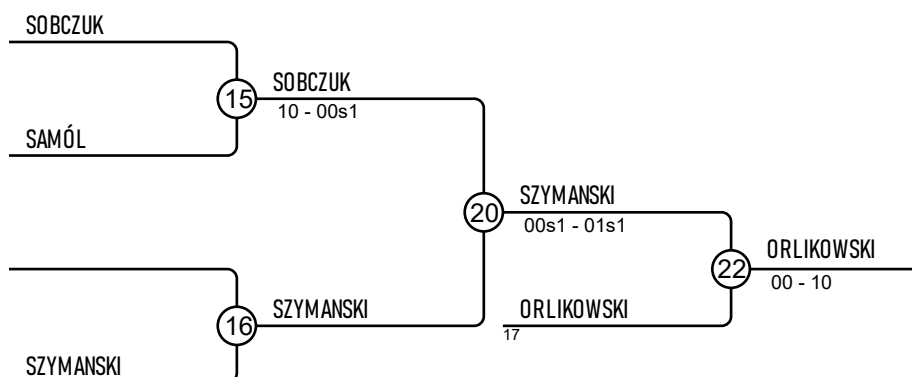 SOBCZUK
15
SOBCZUK
10 - 00s1
SAMÓL
20
SZYMANSKI
00s1 - 01s1
22
ORLIKOWSKI
00 - 10
16
SZYMANSKI
ORLIKOWSKI
17
SZYMANSKI